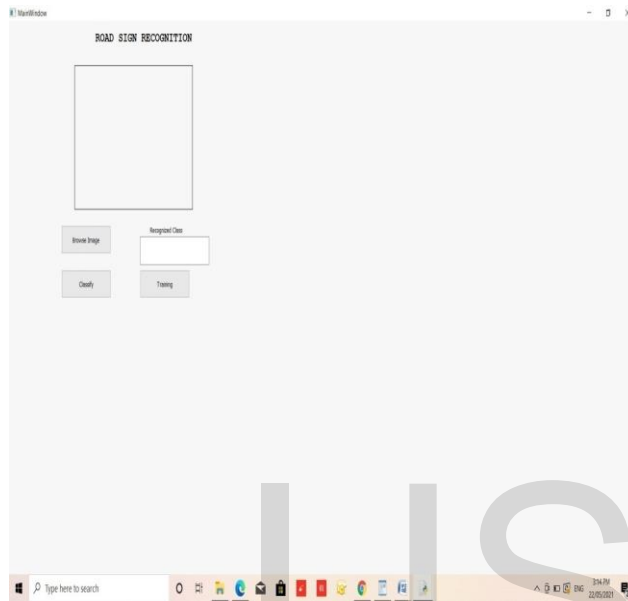 MainWindow
ROAD SIGN RECOGNITION
Browse Image
Recognized Class
Classify
Training
Type here to search
ENG
3:14 PM
22/05/2021